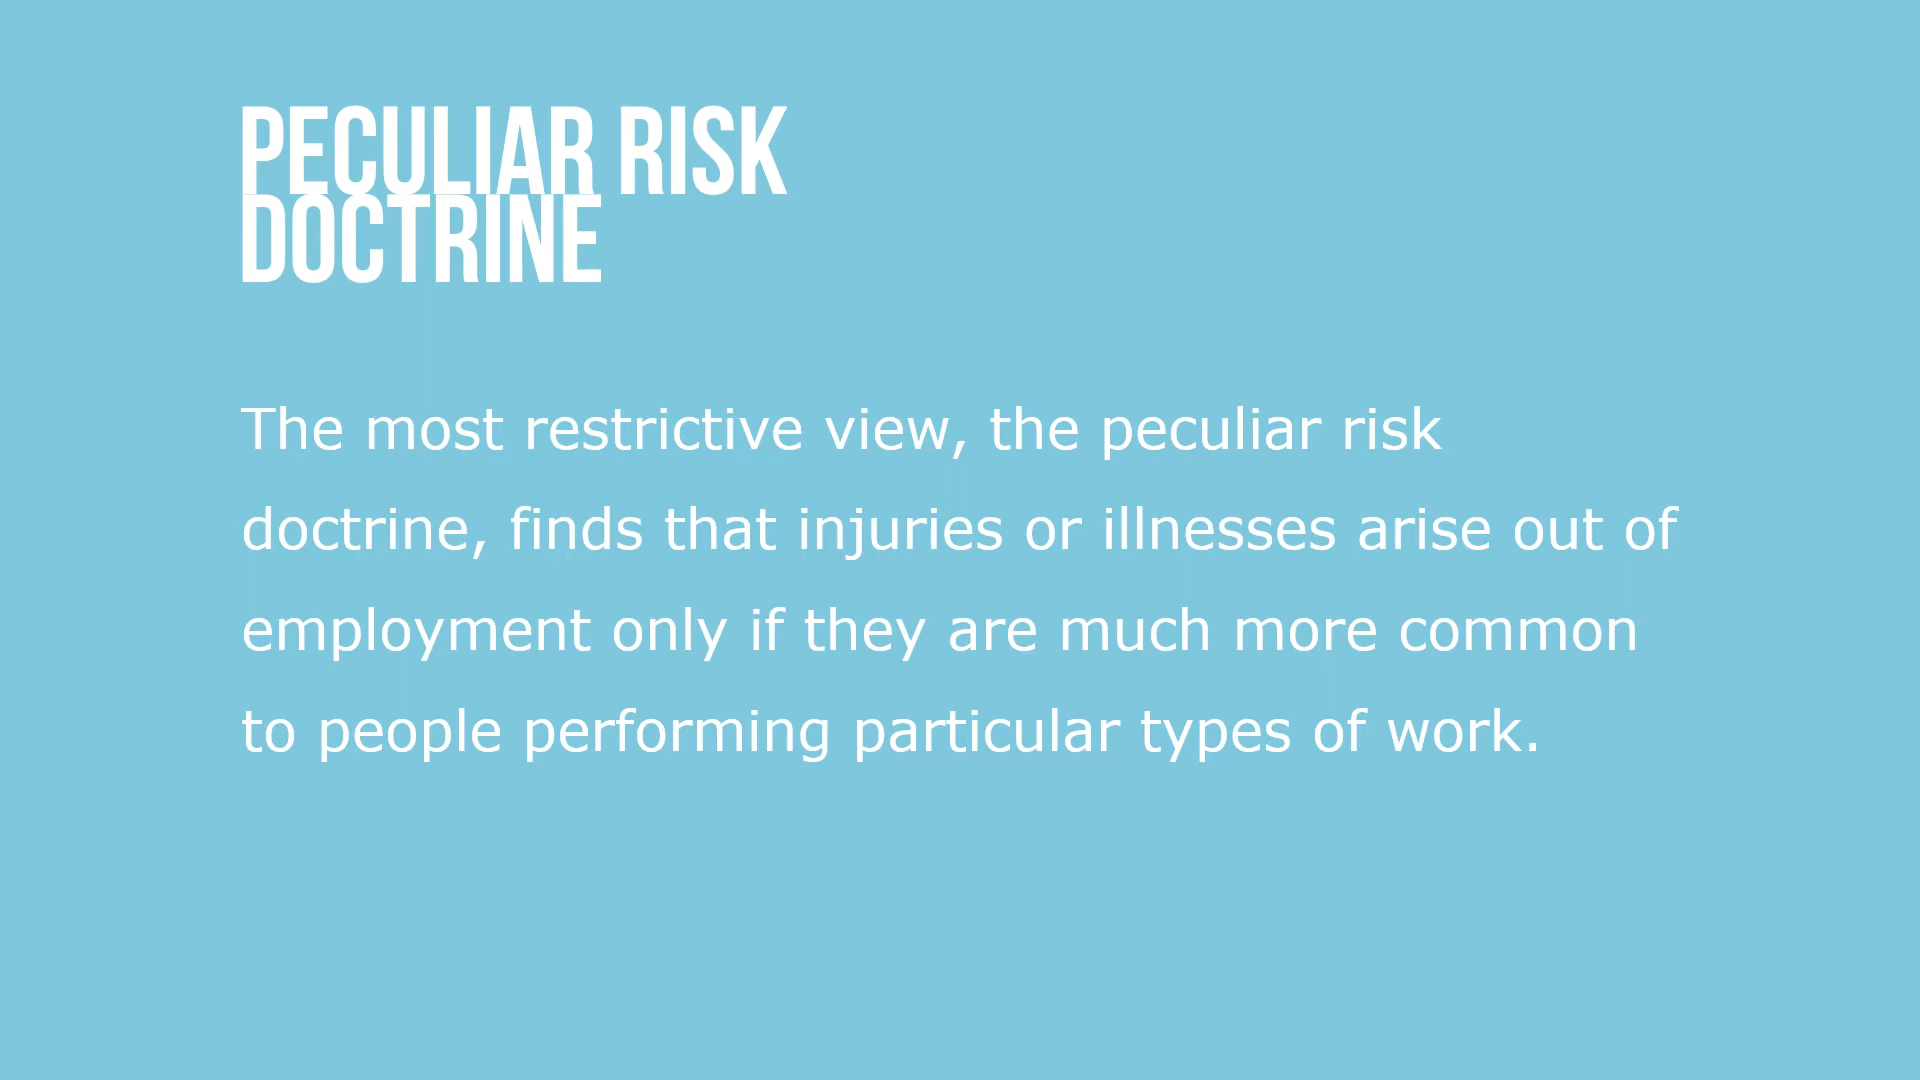 PECULIAR RISK
DOCTRINE
The most restrictive view, the peculiar risk
doctrine, finds that injuries or illnesses arise out of
employment only if they are much more common
to people performing particular types of work.